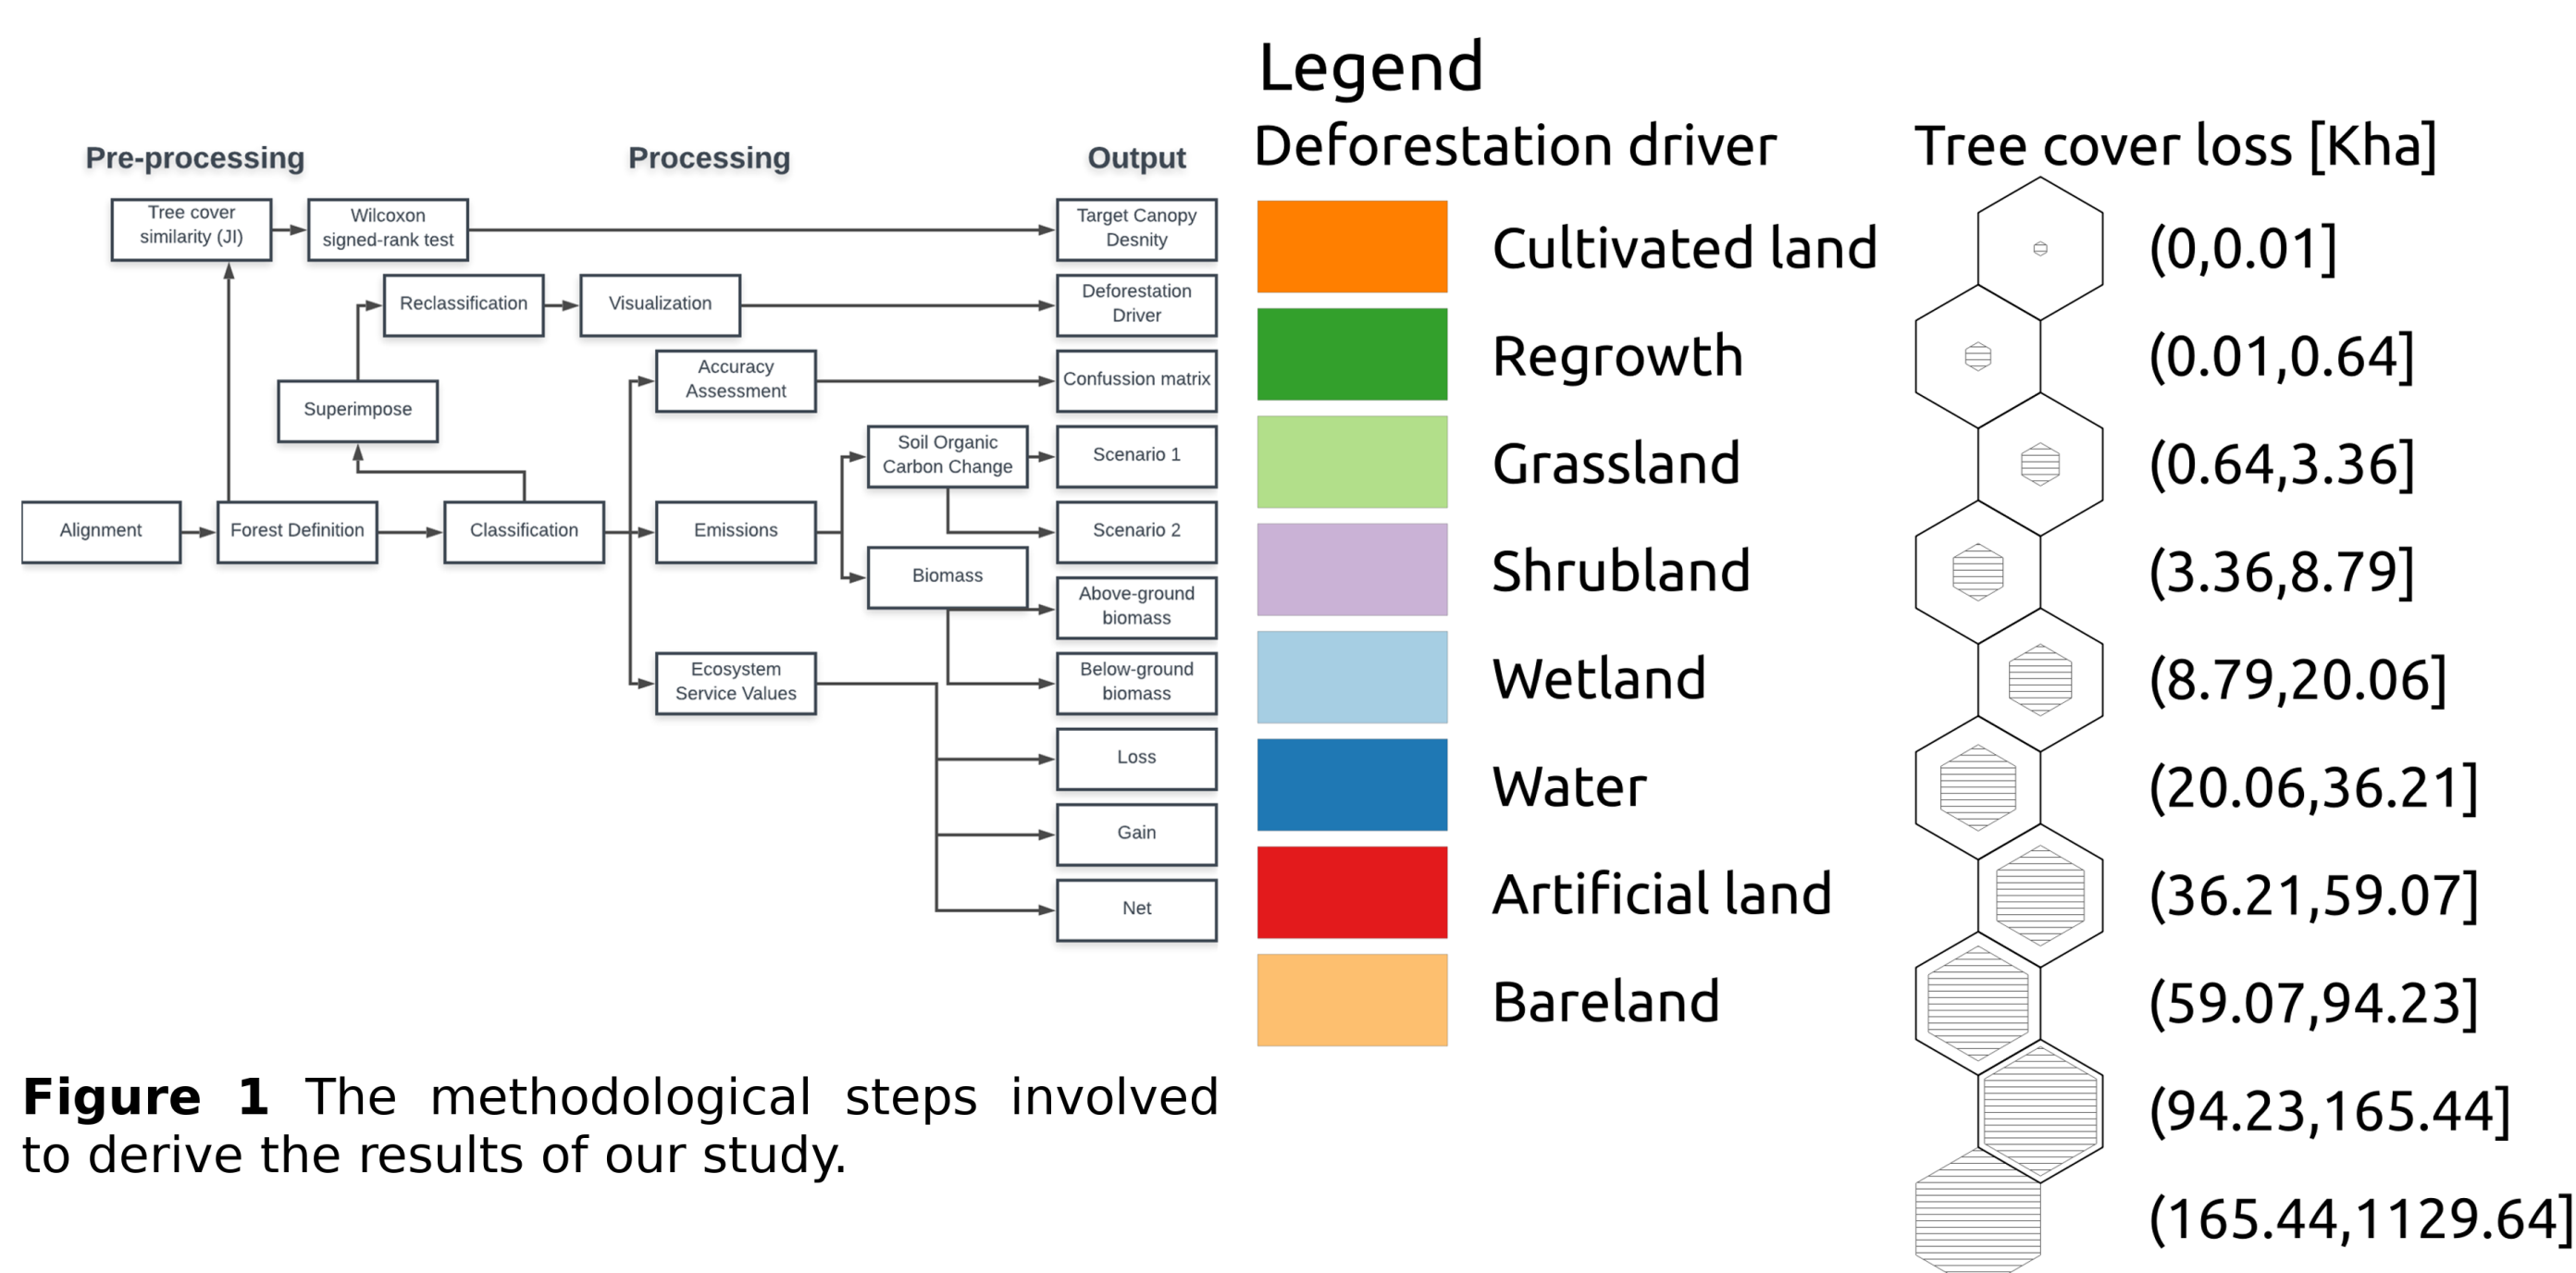 Pre-processing
Processing
Output
Tree cover
similarity (JI)
Wilcoxon
signed-rank test
Target Canopy
Desnity
Reclassification
Visualization
Deforestation
Driver
Accuracy
Assessment
Confussion matrix
Superimpose
Soil Organic
Carbon Change
Scenario 1
Alignment
Forest Definition
Classification
Emissions
Scenario 2
Biomass
Above-ground
biomass
Ecosystem
Service Values
Below-ground
biomass
Loss
Gain
Net
Figure 1 The methodological steps involved
to derive the results of our study.
Legend
Deforestation driver
Cultivated land
Regrowth
Grassland
Shrubland
Wetland
Water
Artificial land
Bareland
Tree cover loss [Kha]
(0,0.01]
(0.01,0.64]
(0.64,3.36]
(3.36,8.79]
(8.79,20.06]
(20.06,36.21]
(36.21,59.07]
(59.07,94.23]
(94.23,165.44]
(165.44,1129.64]